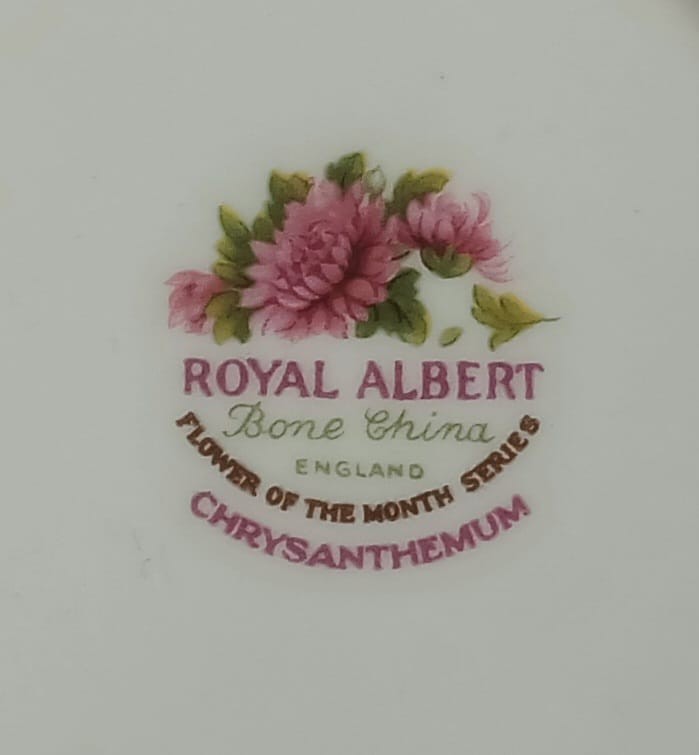 ROYAL ALBERT
Bone China
ENGLAND
FLOWER OF THE MONTH SERIES
CHRYSANTHEMUM